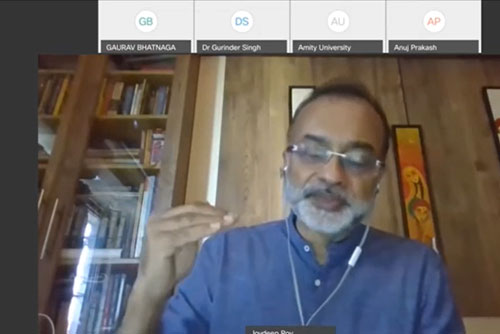 GB
DS
AU
AP
GAURAV BHATNAGA
Dr Gurinder Singh
Amity University
Anuj Prakash
Joydeep Roy